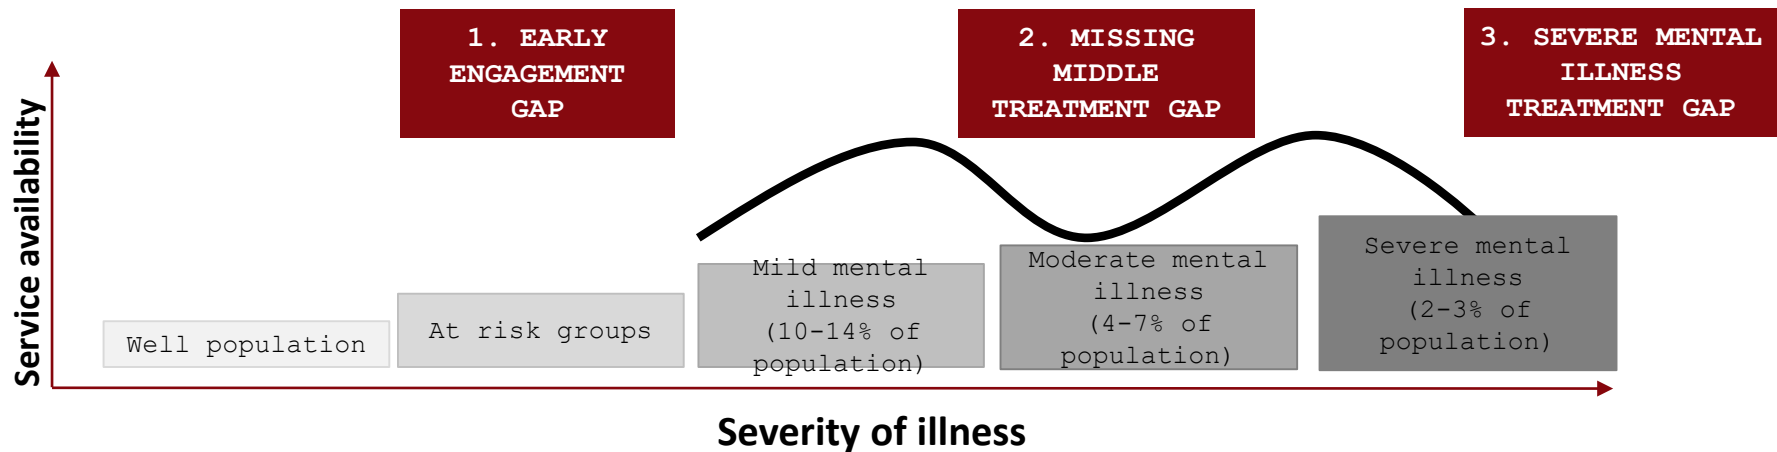 1. EARLY
ENGAGEMENT
GAP
2. MISSING
MIDDLE
TREATMENT GAP
3. SEVERE MENTAL
ILLNESS
TREATMENT GAP
Service availability
Well population
At risk groups
Mild mental
illness
(10-14% of
population)
Moderate mental
illness
(4-7% of
population)
Severe mental
illness
(2-3% of
population)
Severity of illness